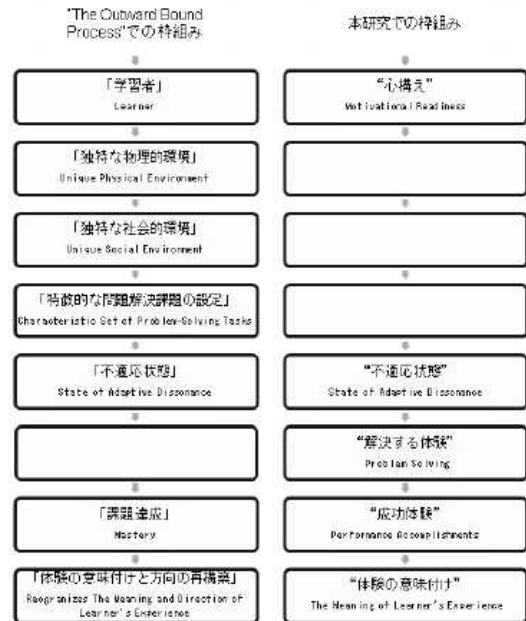 "The Outward Bound
Process"での枠組み
本研究での枠組み
「学習者」
Learner
“心構え”
Motivational Readiness
「独特な物理的環境」
Unique Physical Environment
「独特な社会的環境」
Unique Social Environment
「特徴的な問題解決課題の設定」
Characteristic Set of Problem-Solving Tasks
「不適応状態」
State of Adaptive Dissonance
“不適応状態”
State of Adaptive Dissonance
“解決する体験”
Problem Solving
「課題達成」
Mastery
“成功体験”
Performance Accomplishments
「体験の意味付けと方向の再構築」
Reogranizes The Meaning and Direction of
Learner's Experience
“体験の意味付け”
The Meaning of Learner's Experience